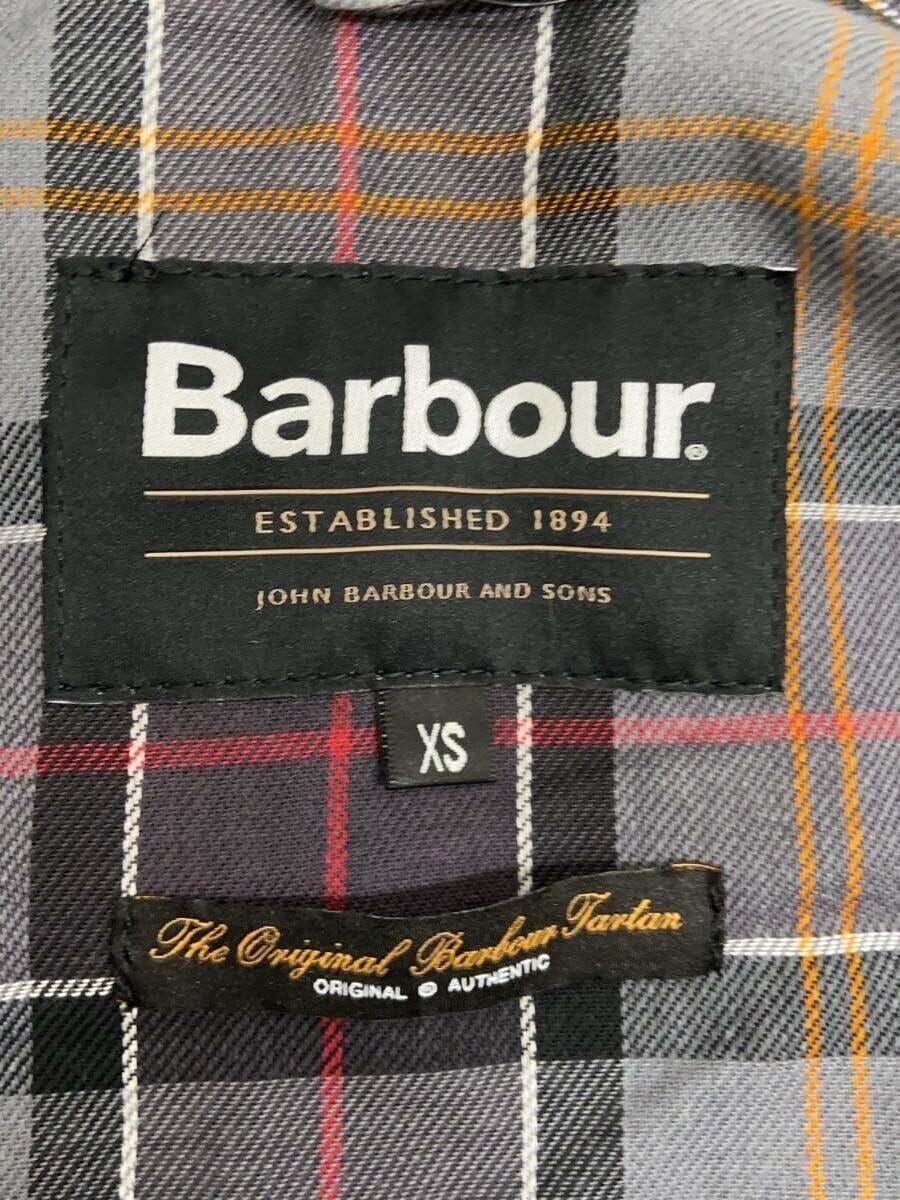 Barbour®
ESTABLISHED 1894
JOHN BARBOUR AND SONS
XS
The Original Barbour Tartan
ORIGINAL ® AUTHENTIC